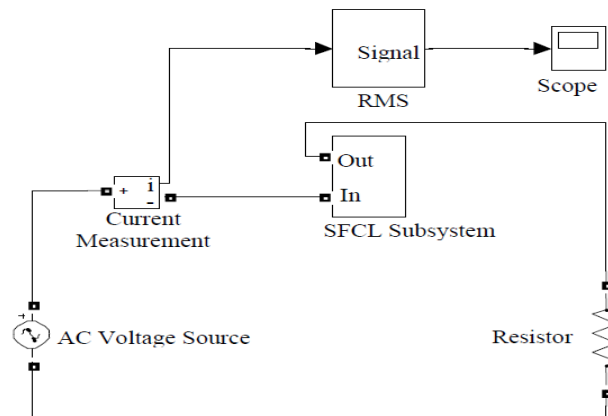 Signal
RMS
Scope
Out
In
SFCL Subsystem
+ i
-
Current
Measurement
+
AC Voltage Source
Resistor